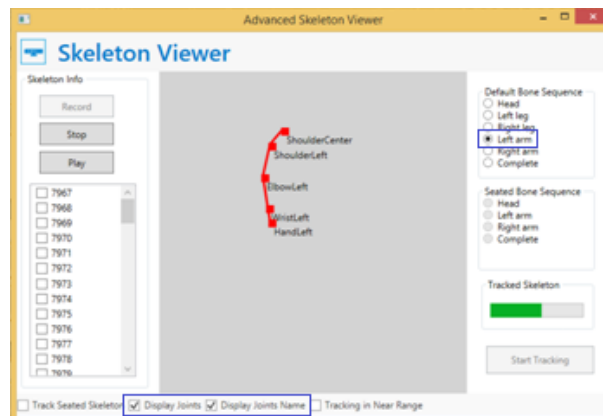 Advanced Skeleton Viewer
Skeleton Viewer
Skeleton Info
Record
Stop
Play
7967
7968
7969
7970
7971
7972
7973
7974
7975
7976
7977
7978
7979
ShoulderCenter
ShoulderLeft
ElbowLeft
WristLeft
HandLeft
Default Bone Sequence
Head
Left leg
Right leg
Left arm
Right arm
Complete
Seated Bone Sequence
Head
Left arm
Right arm
Complete
Tracked Skeleton
Start Tracking
Track Seated Skeleton Display Joints Display Joints Name Tracking in Near Range